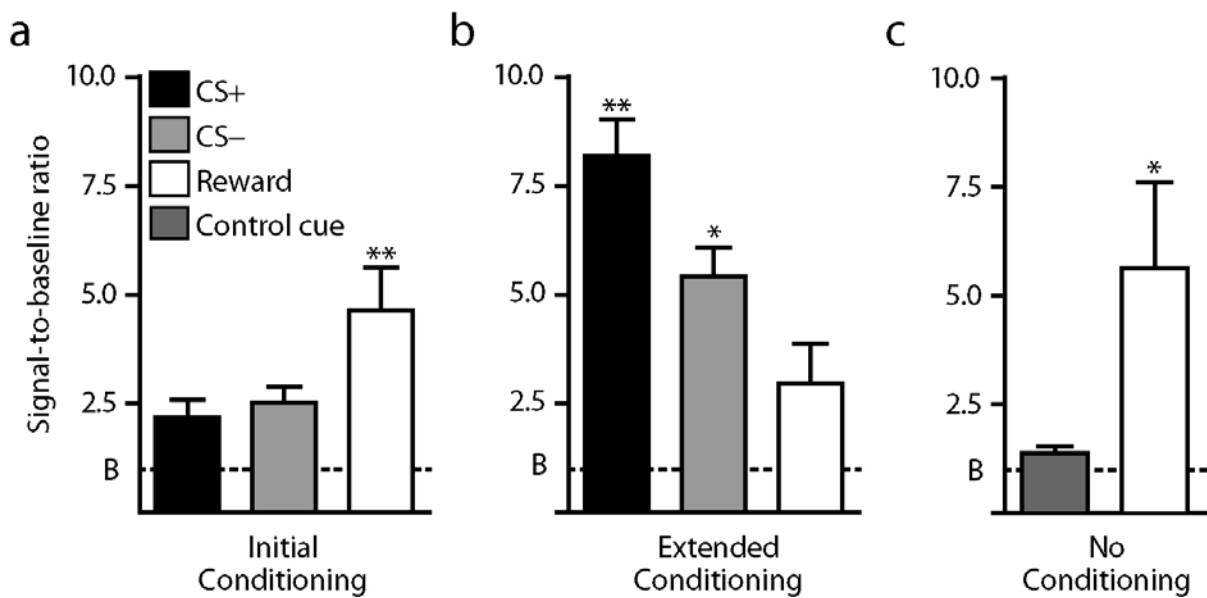 a
b
c
Signal-to-baseline ratio
10.0
7.5
5.0
2.5
B
CS+
CS–
Reward
Control cue
**
Initial
Conditioning
10.0
7.5
5.0
2.5
B
**
*
Extended
Conditioning
10.0
7.5
5.0
2.5
B
*
No
Conditioning